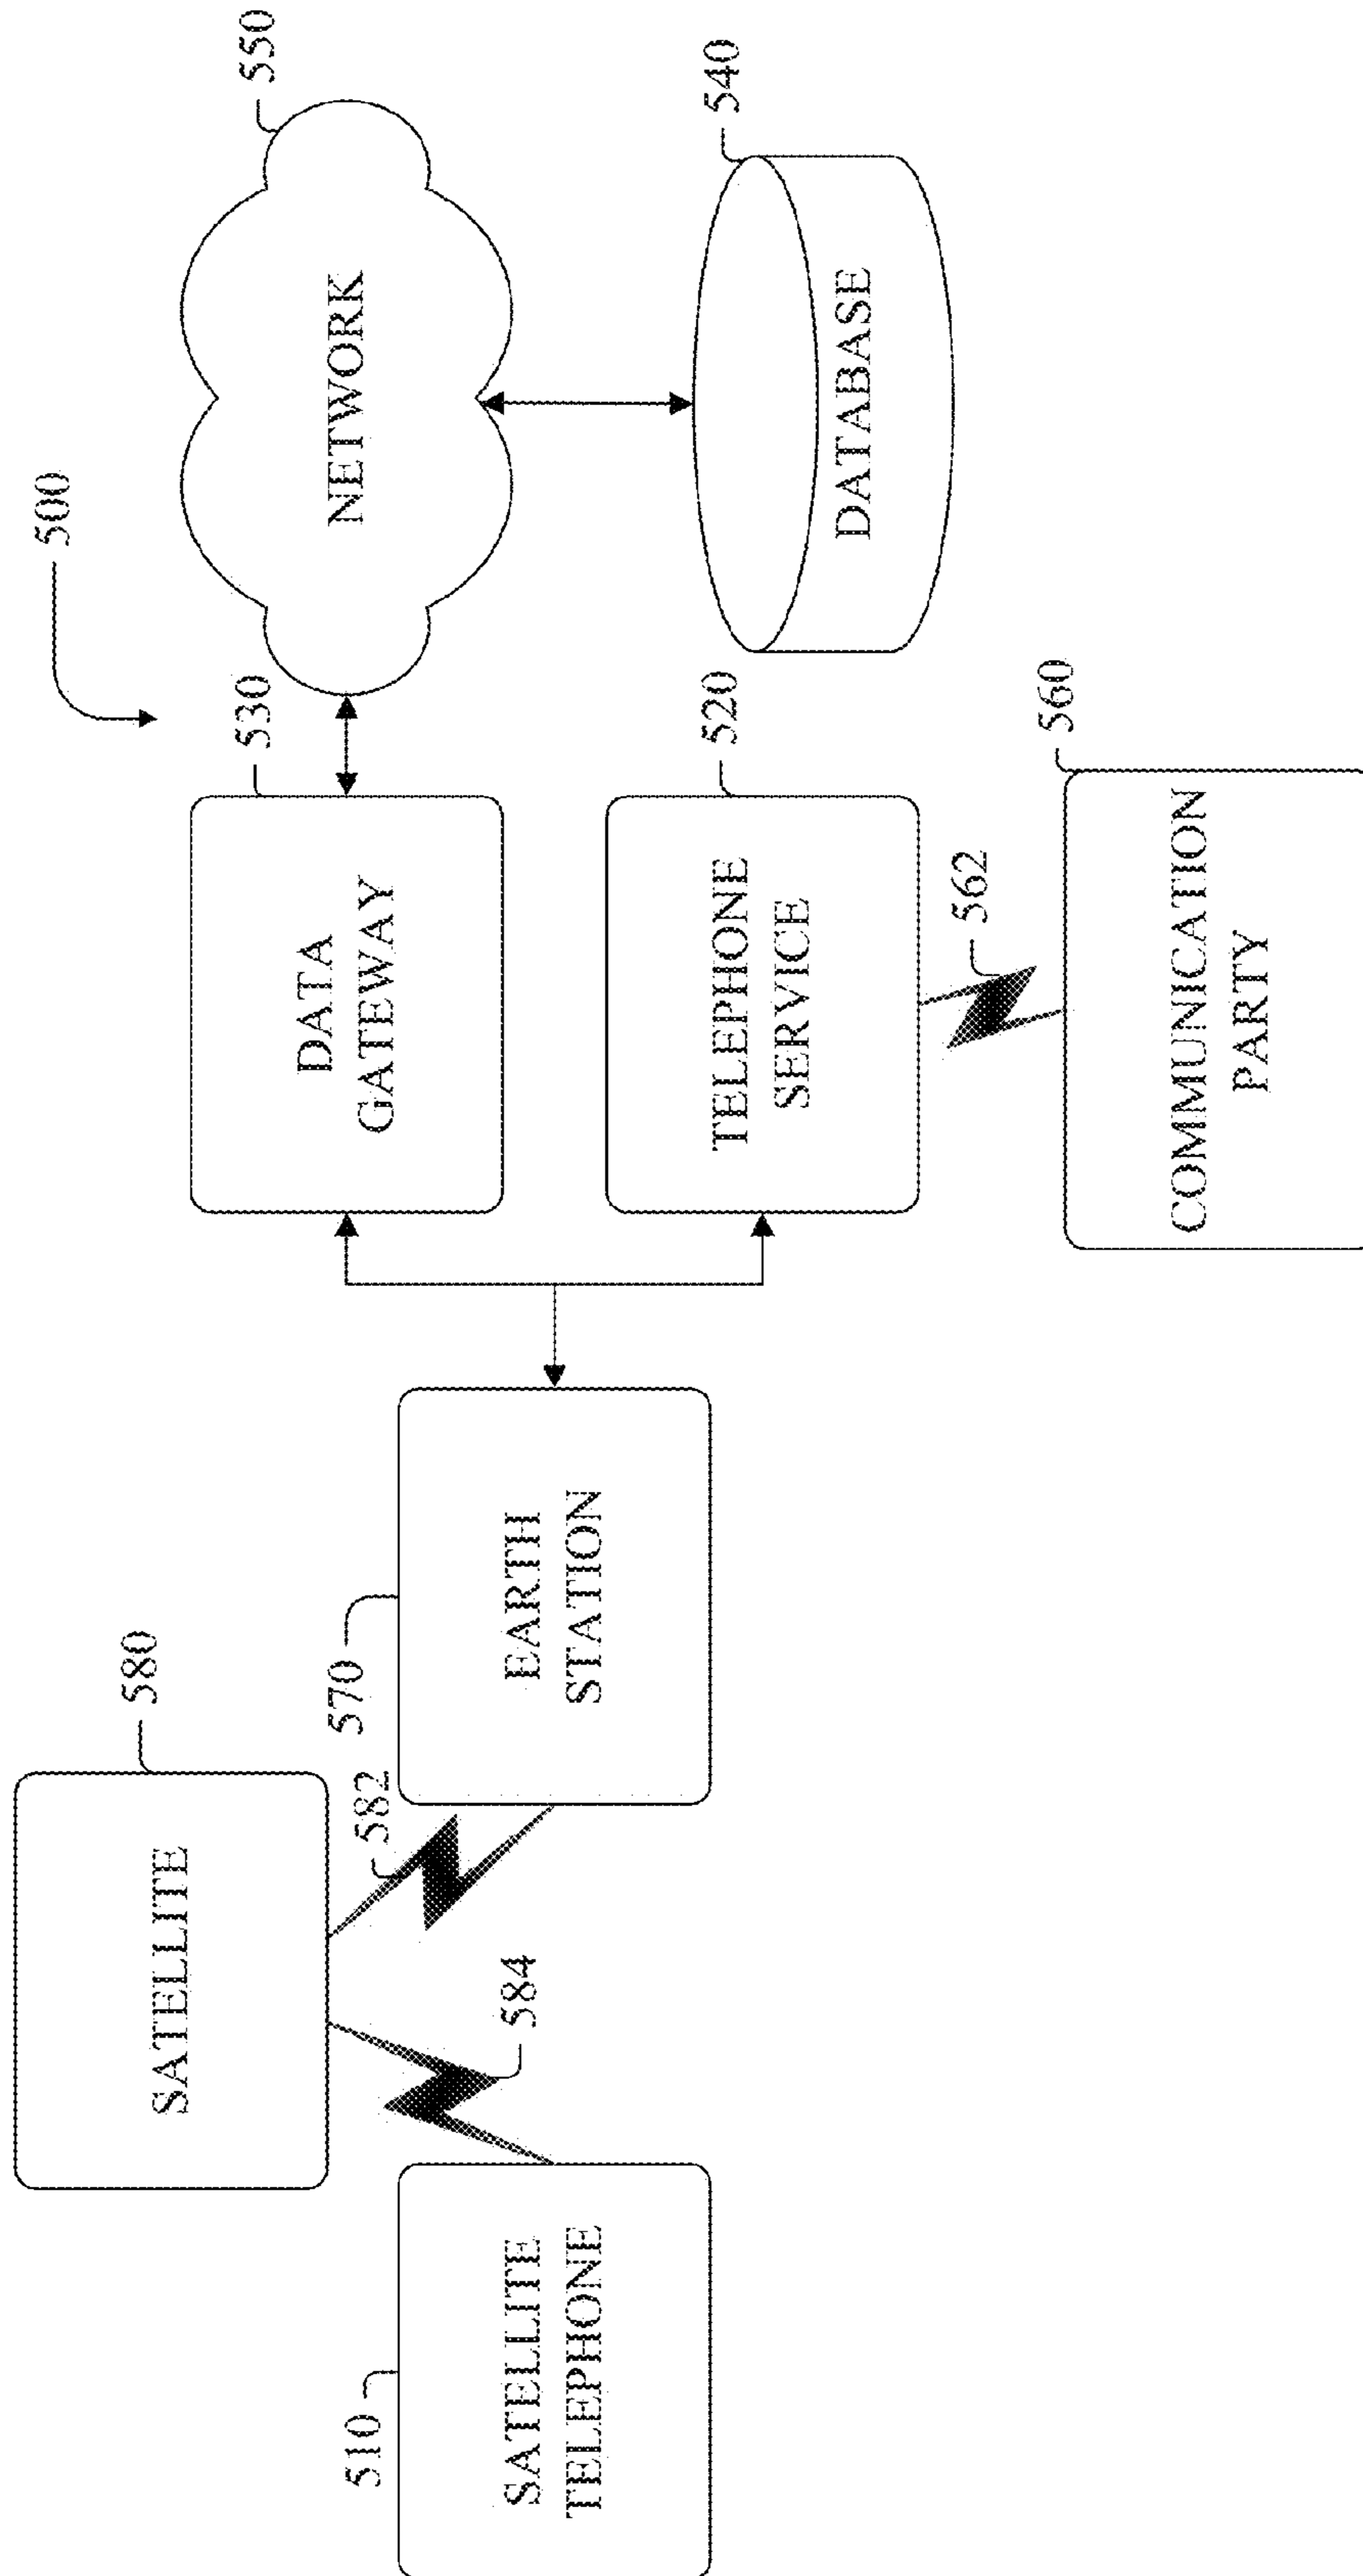 500
SATELLITE
580
584
582
510
SATELLITE
TELEPHONE
570
EARTH
STATION
530
DATA
GATEWAY
550
NETWORK
520
TELEPHONE
SERVICE
540
DATABASE
562
560
COMMUNICATION
PARTY